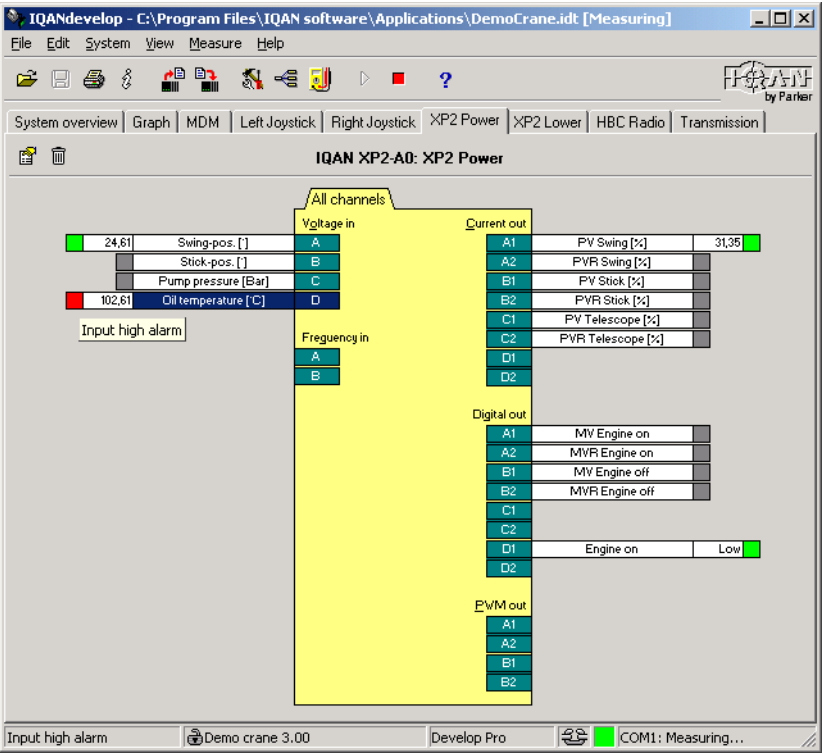 IQANdevelop - C:\Program Files\IQAN software\Applications\DemoCrane.idt [Measuring]
File Edit System View Measure Help
?
IQAN
by Parker
System overview Graph MDM Left Joystick Right Joystick XP2 Power XP2 Lower HBC Radio Transmission
IQAN XP2-A0: XP2 Power
All channels
Voltage in Current out
24,61 Swing-pos. [°] A A1 PV Swing [%] 31,35
Stick-pos. [°] B A2 PVR Swing [%]
Pump pressure [Bar] C B1 PV Stick [%]
102,61 Oil temperature [°C] D B2 PVR Stick [%]
C1 PV Telescope [%]
Input high alarm
Frequency in C2 PVR Telescope [%]
A D1
B D2
Digital out
A1 MV Engine on
A2 MVR Engine on
B1 MV Engine off
B2 MVR Engine off
C1
C2
D1 Engine on Low
D2
PWM out
A1
A2
B1
B2
Input high alarm Demo crane 3.00 Develop Pro COM1: Measuring...